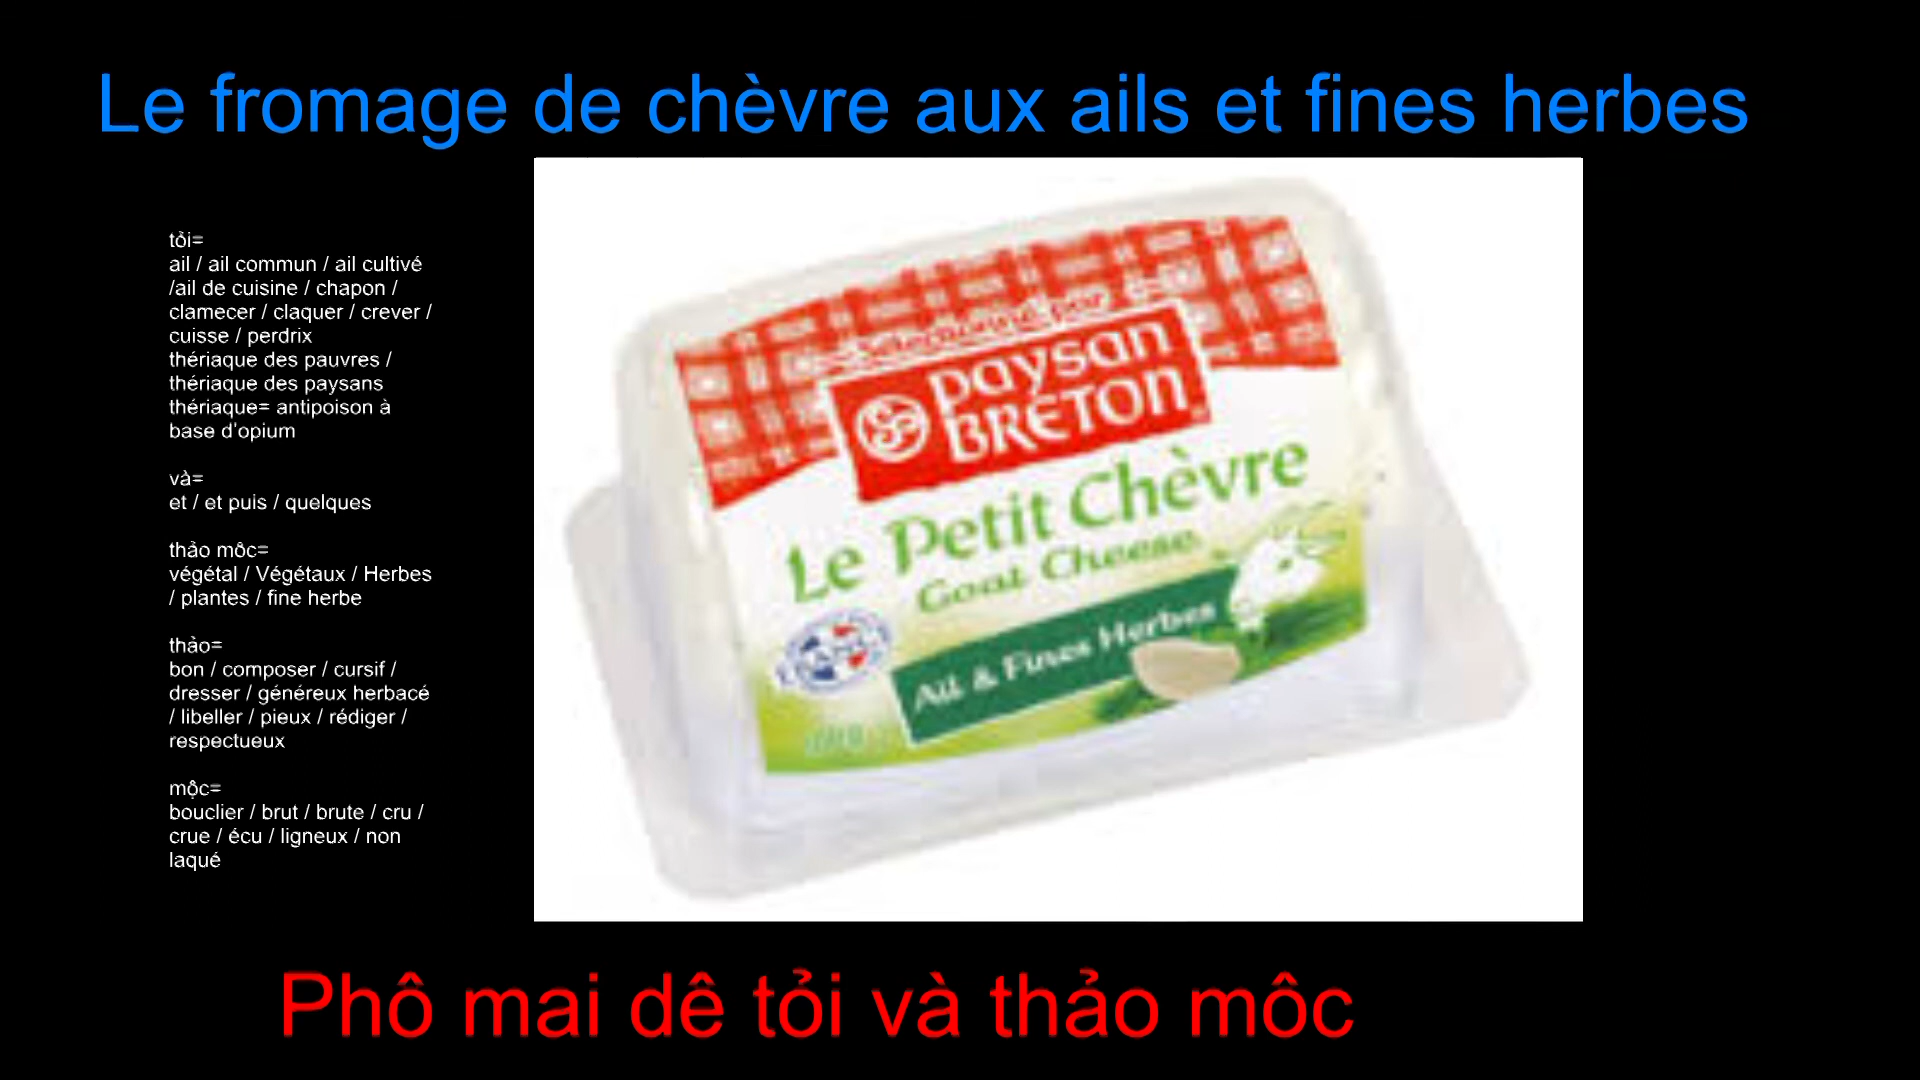 Le fromage de chèvre aux ails et fines herbes
tỏi=
ail / ail commun / ail cultivé
/ail de cuisine / chapon /
clamecer / claquer / crever /
cuisse / perdrix
thériaque des pauvres /
thériaque des paysans
thériaque= antipoison à
base d'opium
và=
et / et puis / quelques
thảo môc=
végétal / Végétaux / Herbes
/ plantes / fine herbe
thảo=
bon / composer / cursif /
dresser / généreux herbacé
/ libeller / pieux / rédiger /
respectueux
mộc=
bouclier / brut / brute / cru /
crue / écu / ligneux / non
laqué
Sélectionné par
paysan
BRETON
Le Petit Chèvre
Goat Cheese
Ail & Fines Herbes
Phô mai dê tỏi và thảo môc